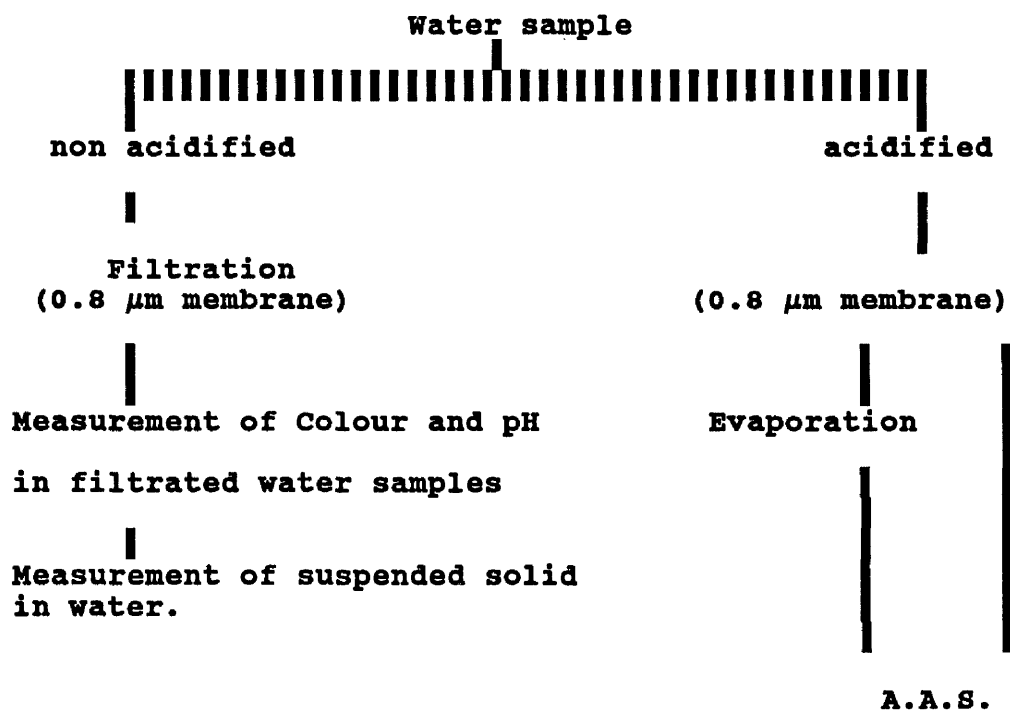 Water sample
non acidified
acidified
Filtration
(0.8 μm membrane)
(0.8 μm membrane)
Measurement of Colour and pH
Evaporation
in filtrated water samples
Measurement of suspended solid
in water.
A.A.S.